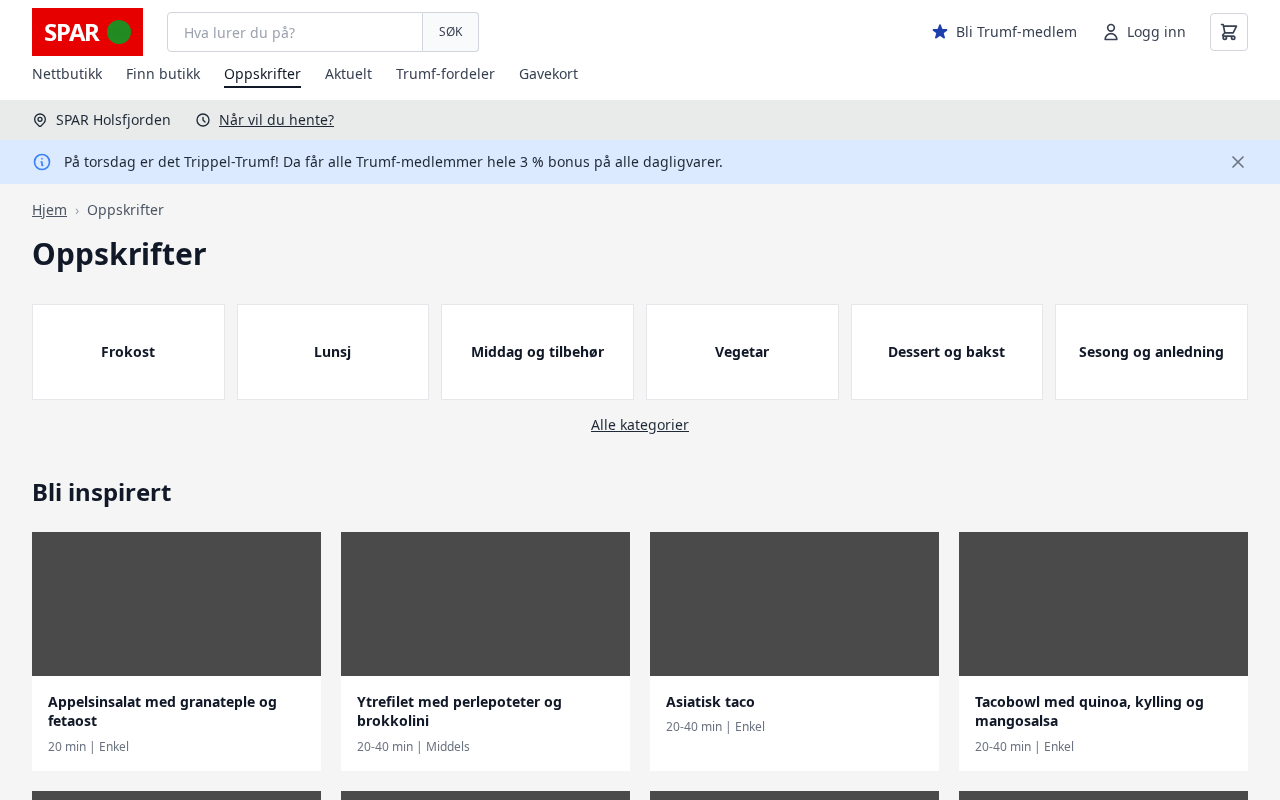 SPAR
Hva lurer du på?
SØK
Bli Trumf-medlem
Logg inn
Nettbutikk
Finn butikk
Oppskrifter
Aktuelt
Trumf-fordeler
Gavekort
SPAR Holsfjorden
Når vil du hente?
På torsdag er det Trippel-Trumf! Da får alle Trumf-medlemmer hele 3 % bonus på alle dagligvarer.
Hjem › Oppskrifter
Oppskrifter
Frokost
Lunsj
Middag og tilbehør
Vegetar
Dessert og bakst
Sesong og anledning
Alle kategorier
Bli inspirert
Appelsinsalat med granateple og
fetaost
20 min | Enkel
Ytrefilet med perlepoteter og
brokkolini
20-40 min | Middels
Asiatisk taco
20-40 min | Enkel
Tacobowl med quinoa, kylling og
mangosalsa
20-40 min | Enkel